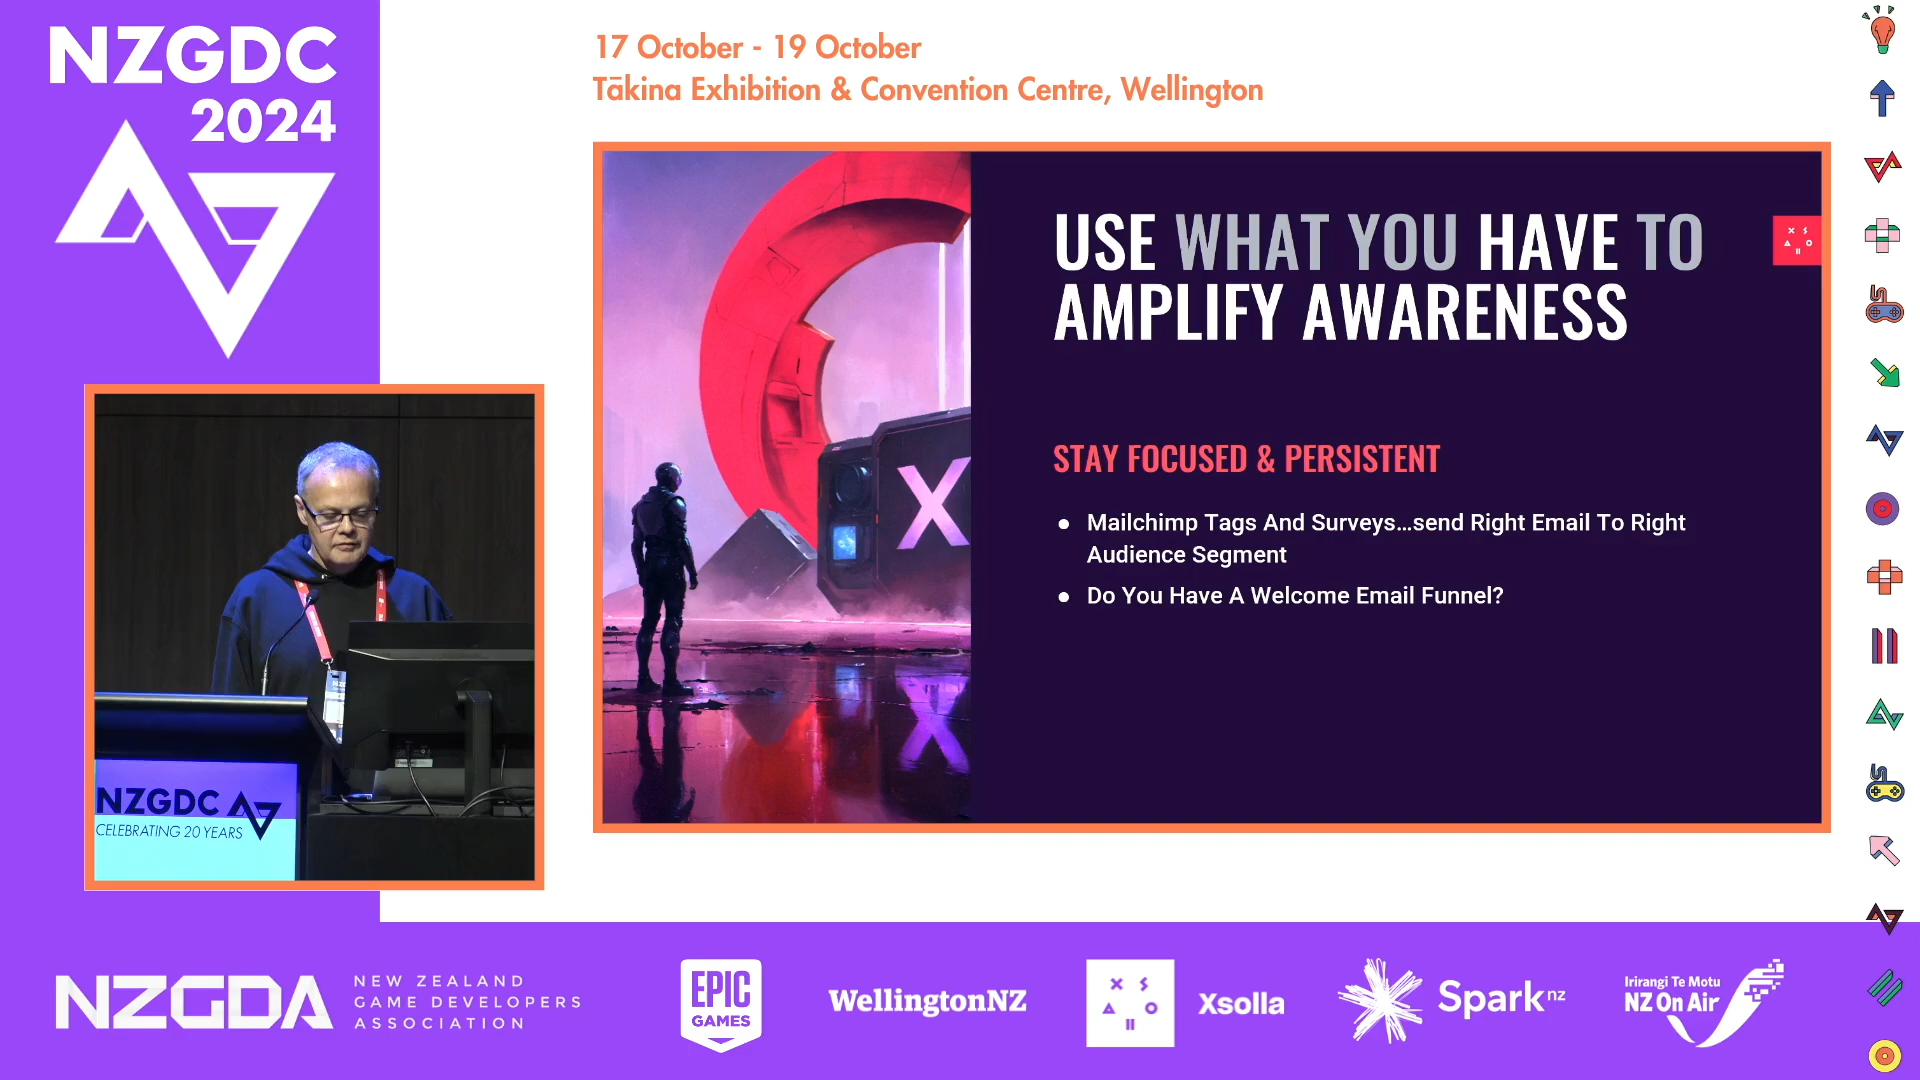 NZGDC
2024
17 October - 19 October
Tākina Exhibition & Convention Centre, Wellington
USE WHAT YOU HAVE TO
AMPLIFY AWARENESS
X S
Δ O
II
STAY FOCUSED & PERSISTENT
● Mailchimp Tags And Surveys...send Right Email To Right
Audience Segment
● Do You Have A Welcome Email Funnel?
X
NZGDC
CELEBRATING 20 YEARS
NZGDA
NEW ZEALAND
GAME DEVELOPERS
ASSOCIATION
EPIC
GAMES
WellingtonNZ
X S
Δ O
II
Xsolla
Spark nz
Irirangi Te Motu
NZ On Air